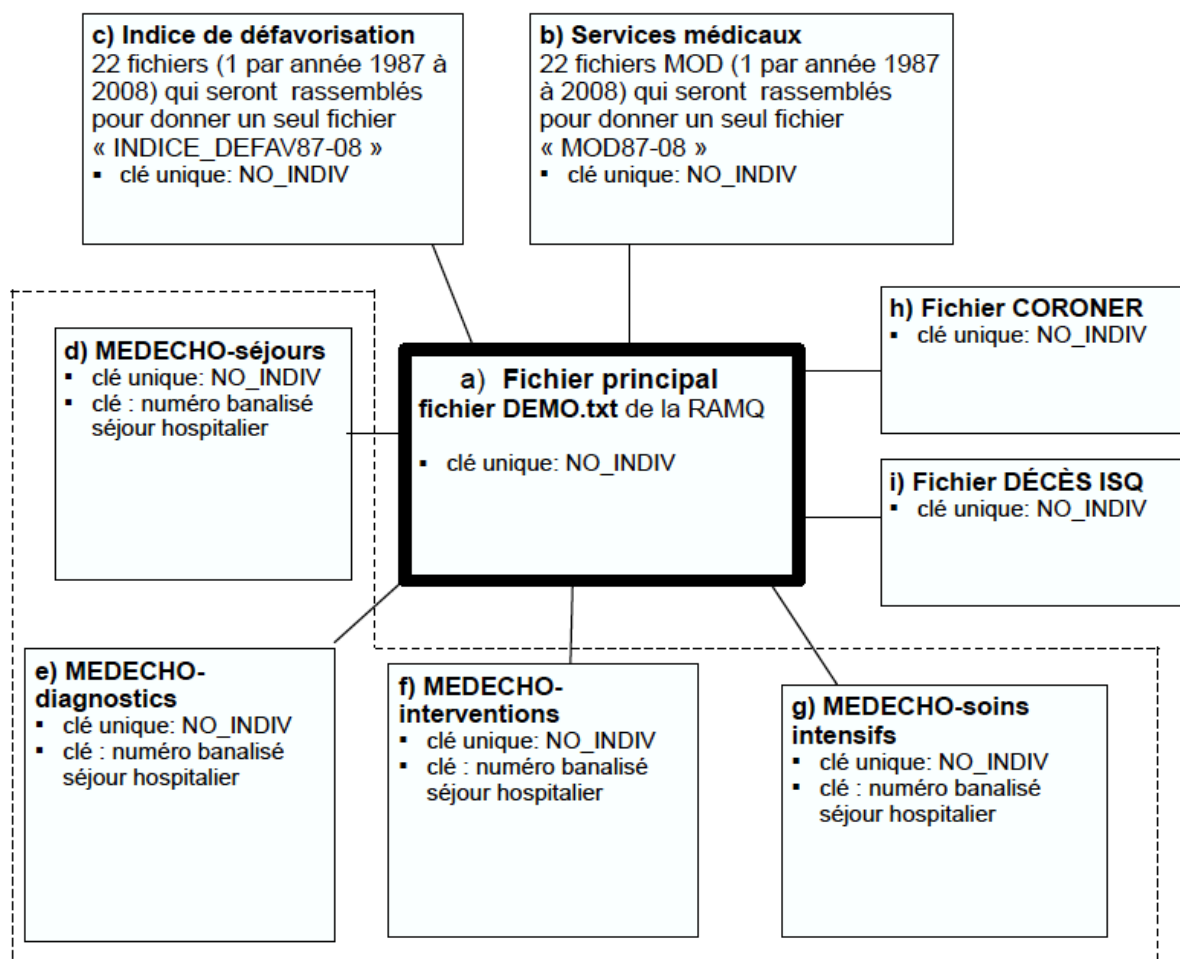 c) Indice de défavorisation
22 fichiers (1 par année 1987 à
2008) qui seront rassemblés
pour donner un seul fichier
« INDICE_DEFAV87-08 »
▪ clé unique: NO_INDIV
b) Services médicaux
22 fichiers MOD (1 par année 1987
à 2008) qui seront rassemblés
pour donner un seul fichier
« MOD87-08 »
▪ clé unique: NO_INDIV
h) Fichier CORONER
▪ clé unique: NO_INDIV
d) MEDECHO-séjours
▪ clé unique: NO_INDIV
▪ clé : numéro banalisé
séjour hospitalier
a) Fichier principal
fichier DEMO.txt de la RAMQ
▪ clé unique: NO_INDIV
i) Fichier DÉCÈS ISQ
▪ clé unique: NO_INDIV
e) MEDECHO-
diagnostics
▪ clé unique: NO_INDIV
▪ clé : numéro banalisé
séjour hospitalier
f) MEDECHO-
interventions
▪ clé unique: NO_INDIV
▪ clé : numéro banalisé
séjour hospitalier
g) MEDECHO-soins
intensifs
▪ clé unique: NO_INDIV
▪ clé : numéro banalisé
séjour hospitalier